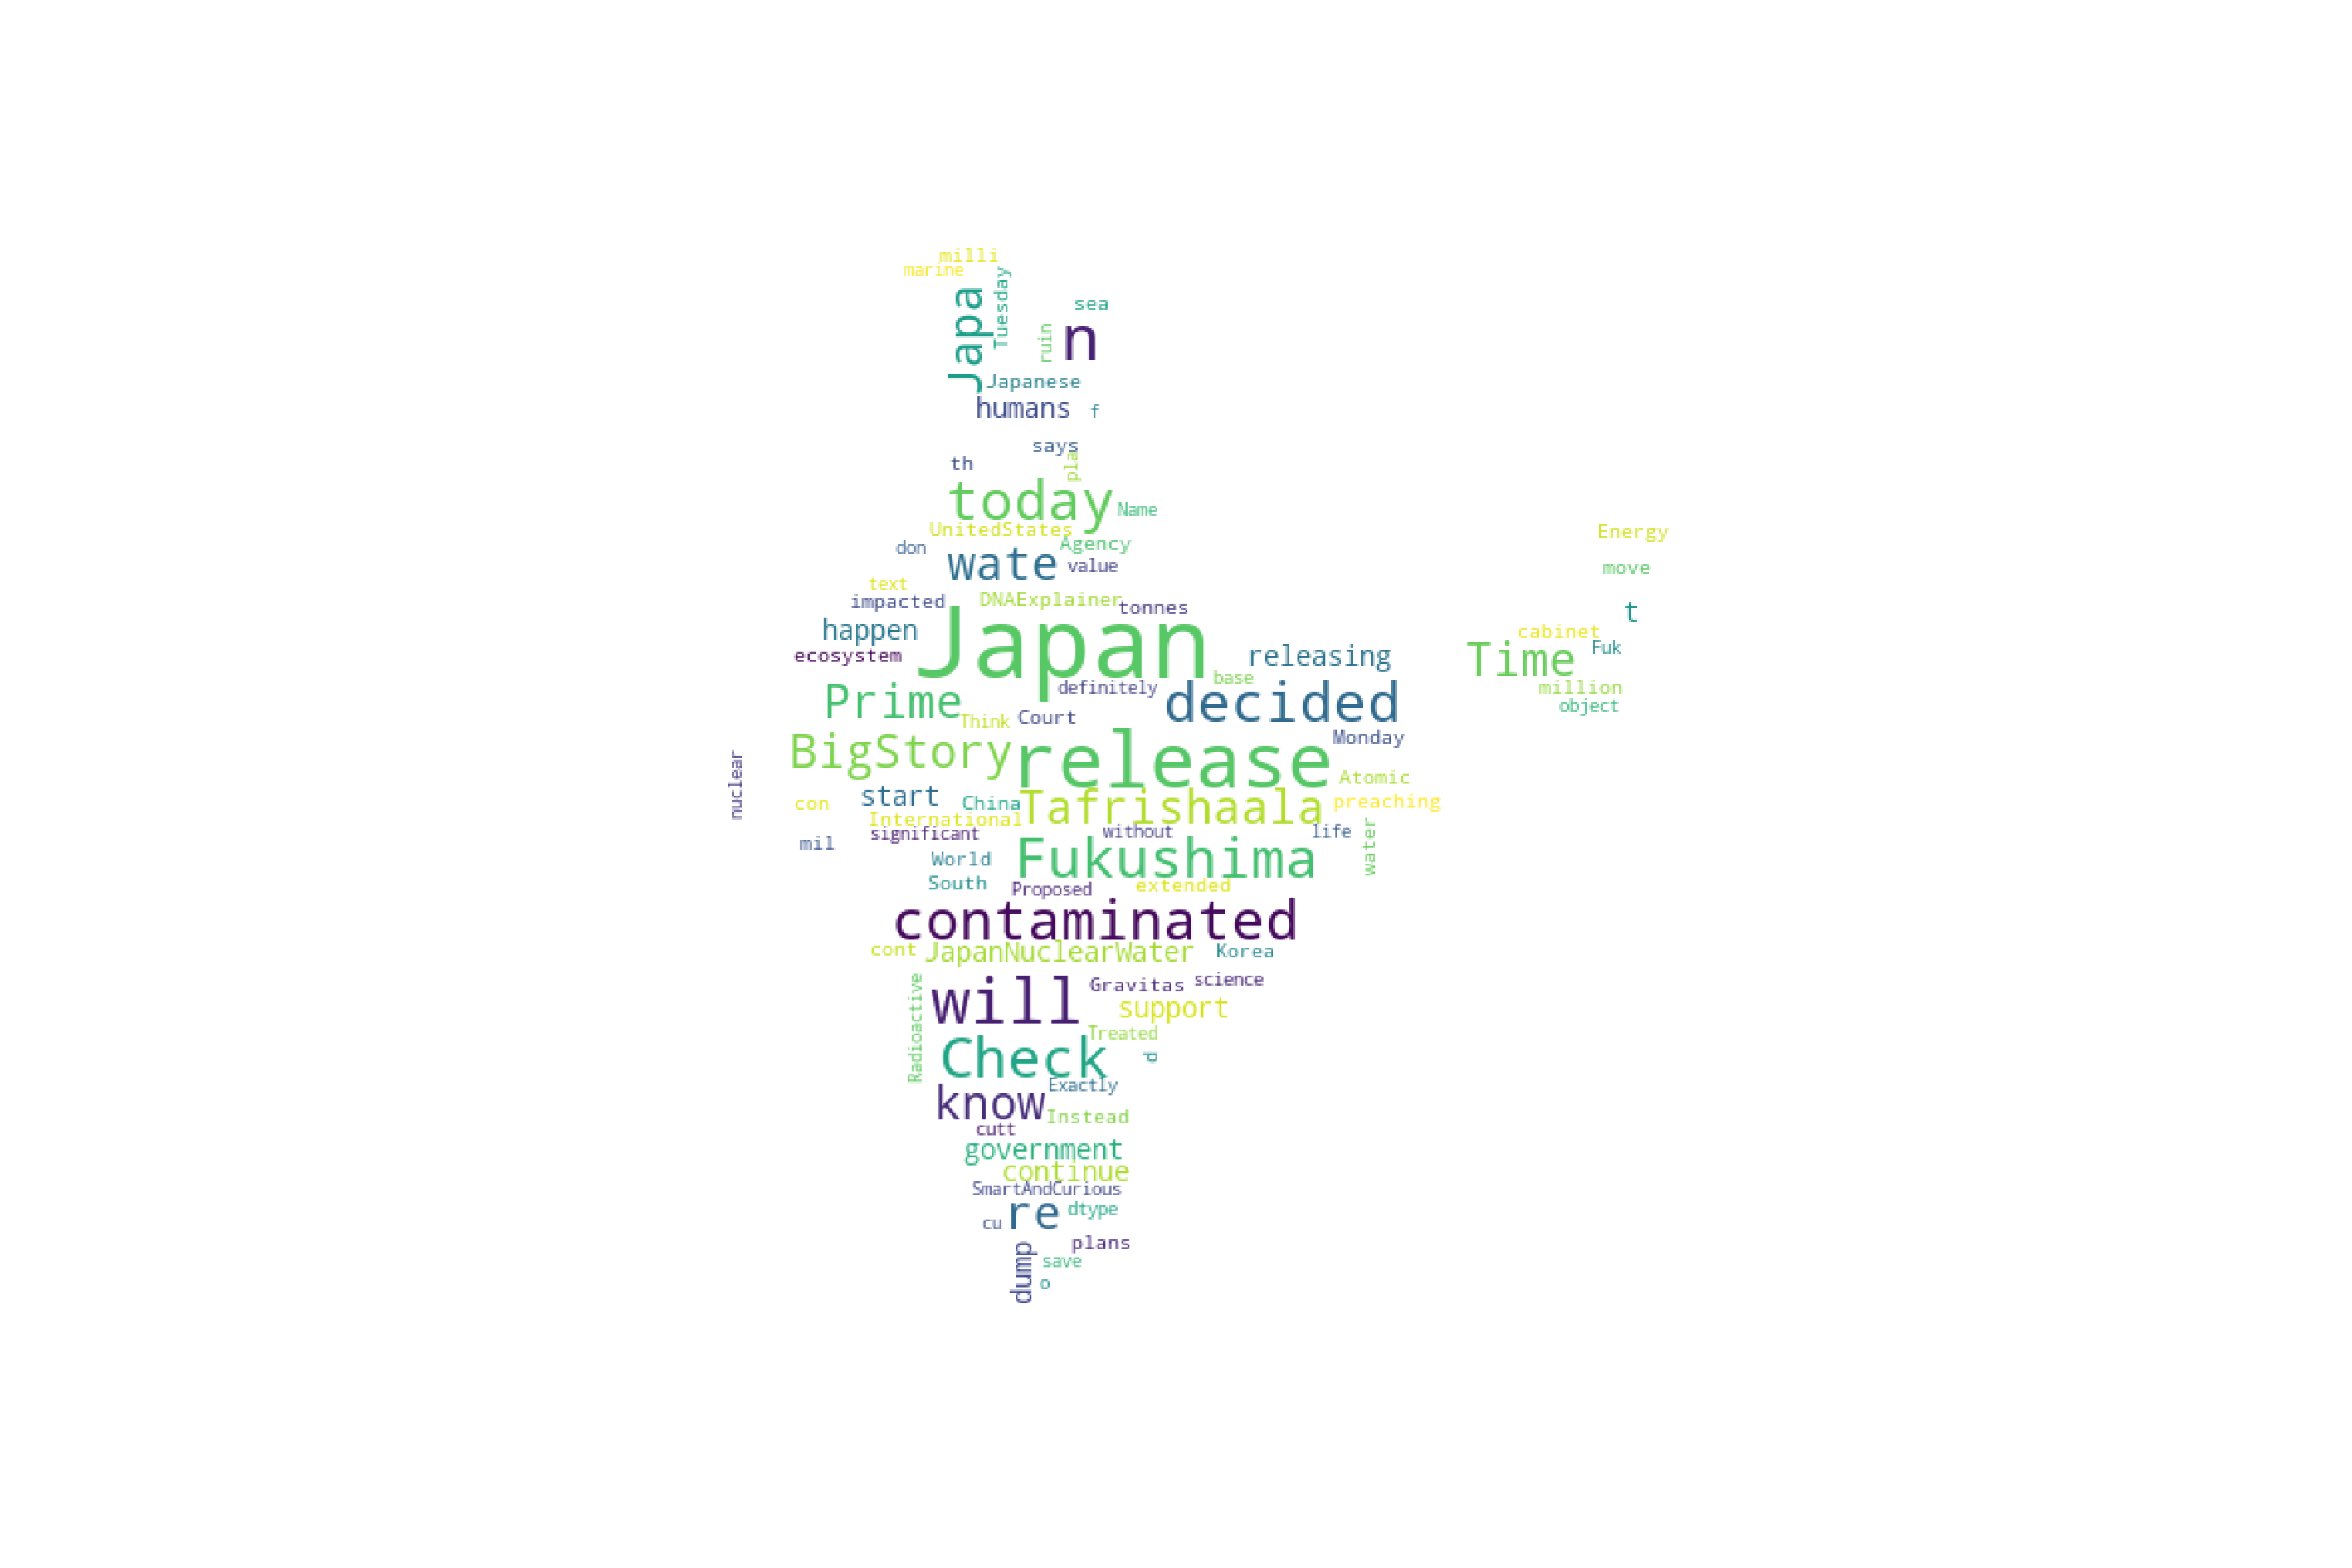 milli
marine
Japa
Tuesday
sea
ruin
n
Japanese
humans
f
says
th
pla
today
Name
UnitedStates
Energy
don
Agency
wate
value
move
text
impacted
DNAExplainer
tonnes
t
happen
Japan
cabinet
ecosystem
releasing
Time
Fuk
base
Prime
definitely
decided
million
Think
Court
object
BigStory
release
Monday
nuclear
Atomic
con
start
China
Tafrishaala
preaching
International
significant
without
life
water
mil
World
Fukushima
South
Proposed
extended
contaminated
cont
JapanNuclearWater
Korea
Radioactive
will
Gravitas
science
support
Treated
Check
d
know
Exactly
Instead
cutt
government
continue
SmartAndCurious
cu
re
dtype
dump
plans
save
o